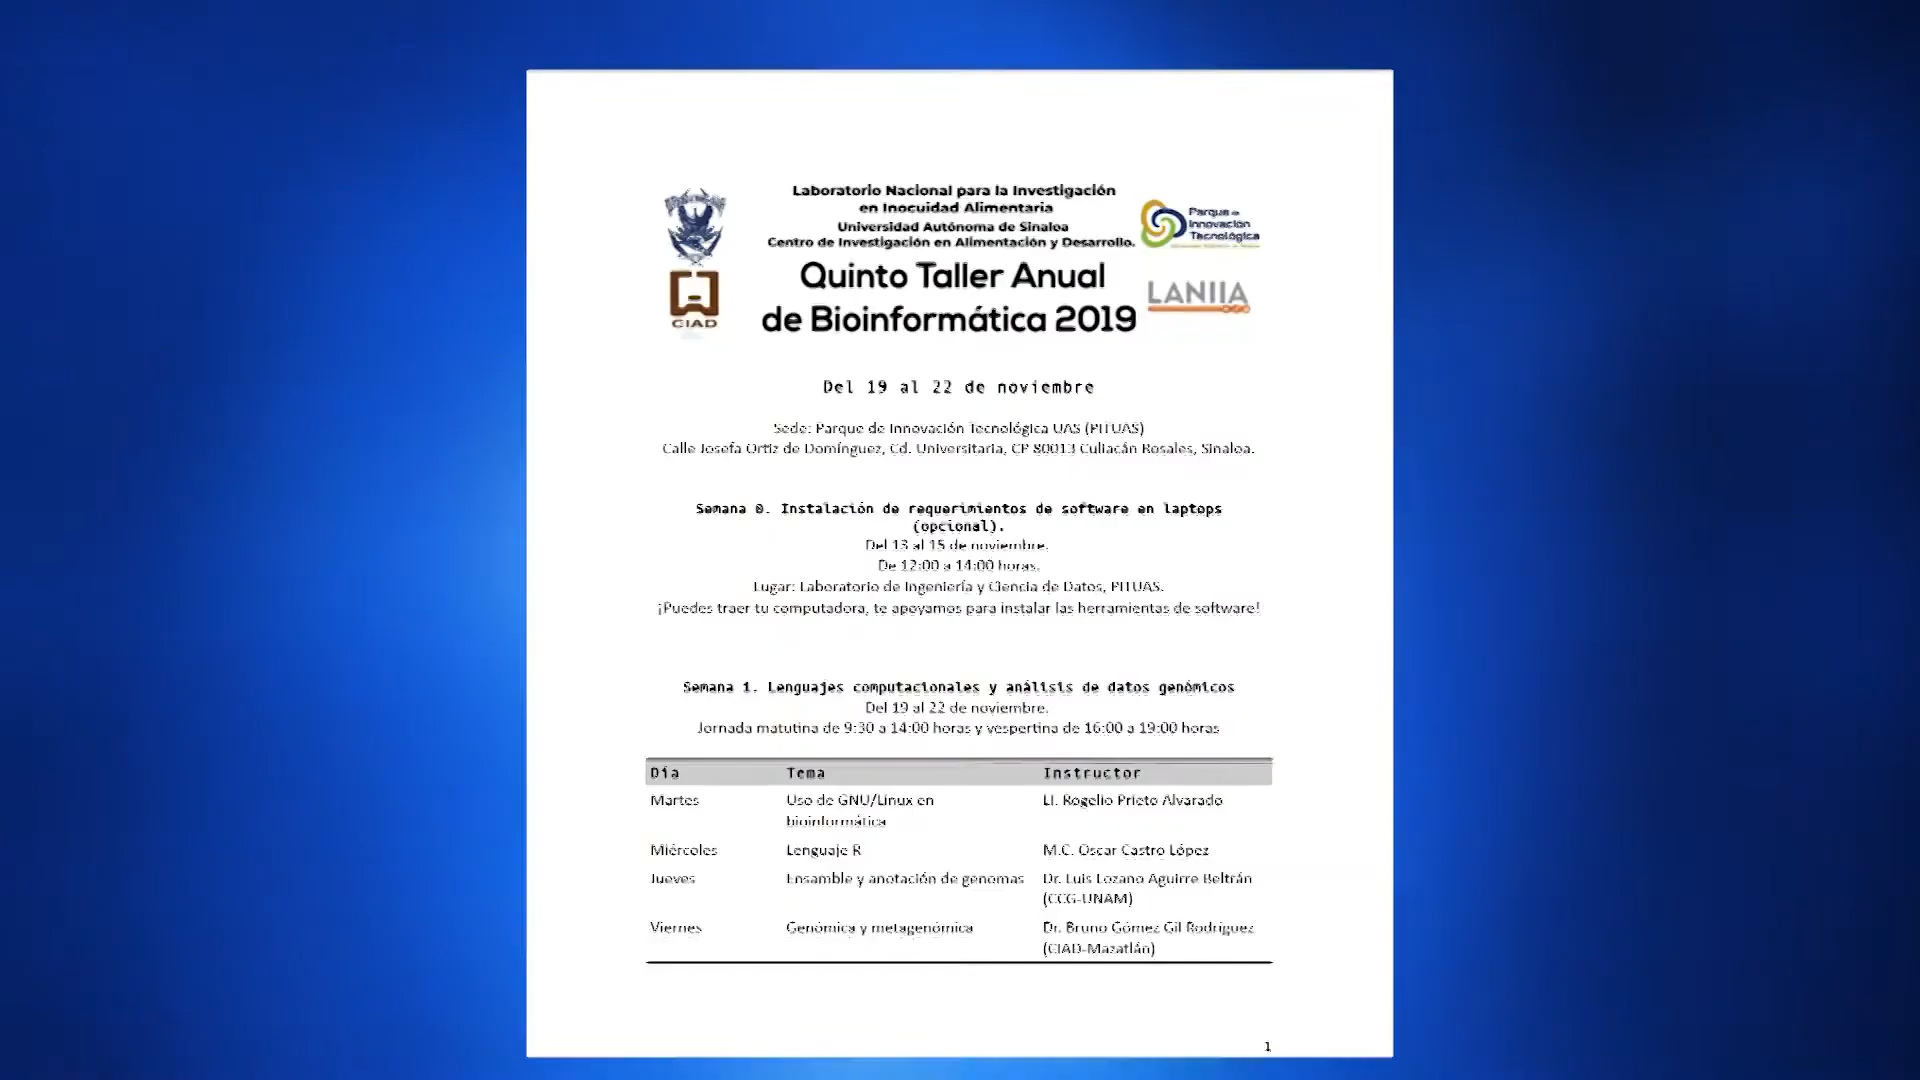 Laboratorio Nacional para la Investigación
en Inocuidad Alimentaria
Universidad Autónoma de Sinaloa
Centro de Investigación en Alimentación y Desarrollo.
Parque de
Innovación
Tecnológica
Quinto Taller Anual
de Bioinformática 2019
CIAD
LANIIA
Del 19 al 22 de noviembre
Sede: Parque de Innovación Tecnológica UAS (PITUAS)
Calle Josefa Ortiz de Domínguez, Cd. Universitaria, CP 80013 Culiacán Rosales, Sinaloa.
Semana 0. Instalación de requerimientos de software en laptops
(opcional).
Del 13 al 15 de noviembre.
De 12:00 a 14:00 horas.
Lugar: Laboratorio de Ingeniería y Ciencia de Datos, PITUAS.
¡Puedes traer tu computadora, te apoyamos para instalar las herramientas de software!
Semana 1. Lenguajes computacionales y análisis de datos genómicos
Del 19 al 22 de noviembre.
Jornada matutina de 9:30 a 14:00 horas y vespertina de 16:00 a 19:00 horas
Día Tema Instructor
Martes Uso de GNU/Linux en LI. Rogelio Prieto Alvarado
bioinformática
Miércoles Lenguaje R M.C. Oscar Castro López
Jueves Ensamble y anotación de genomas Dr. Luis Lozano Aguirre Beltrán
(CCG-UNAM)
Viernes Genómica y metagenómica Dr. Bruno Gómez Gil Rodríguez
(CIAD-Mazatlán)
1